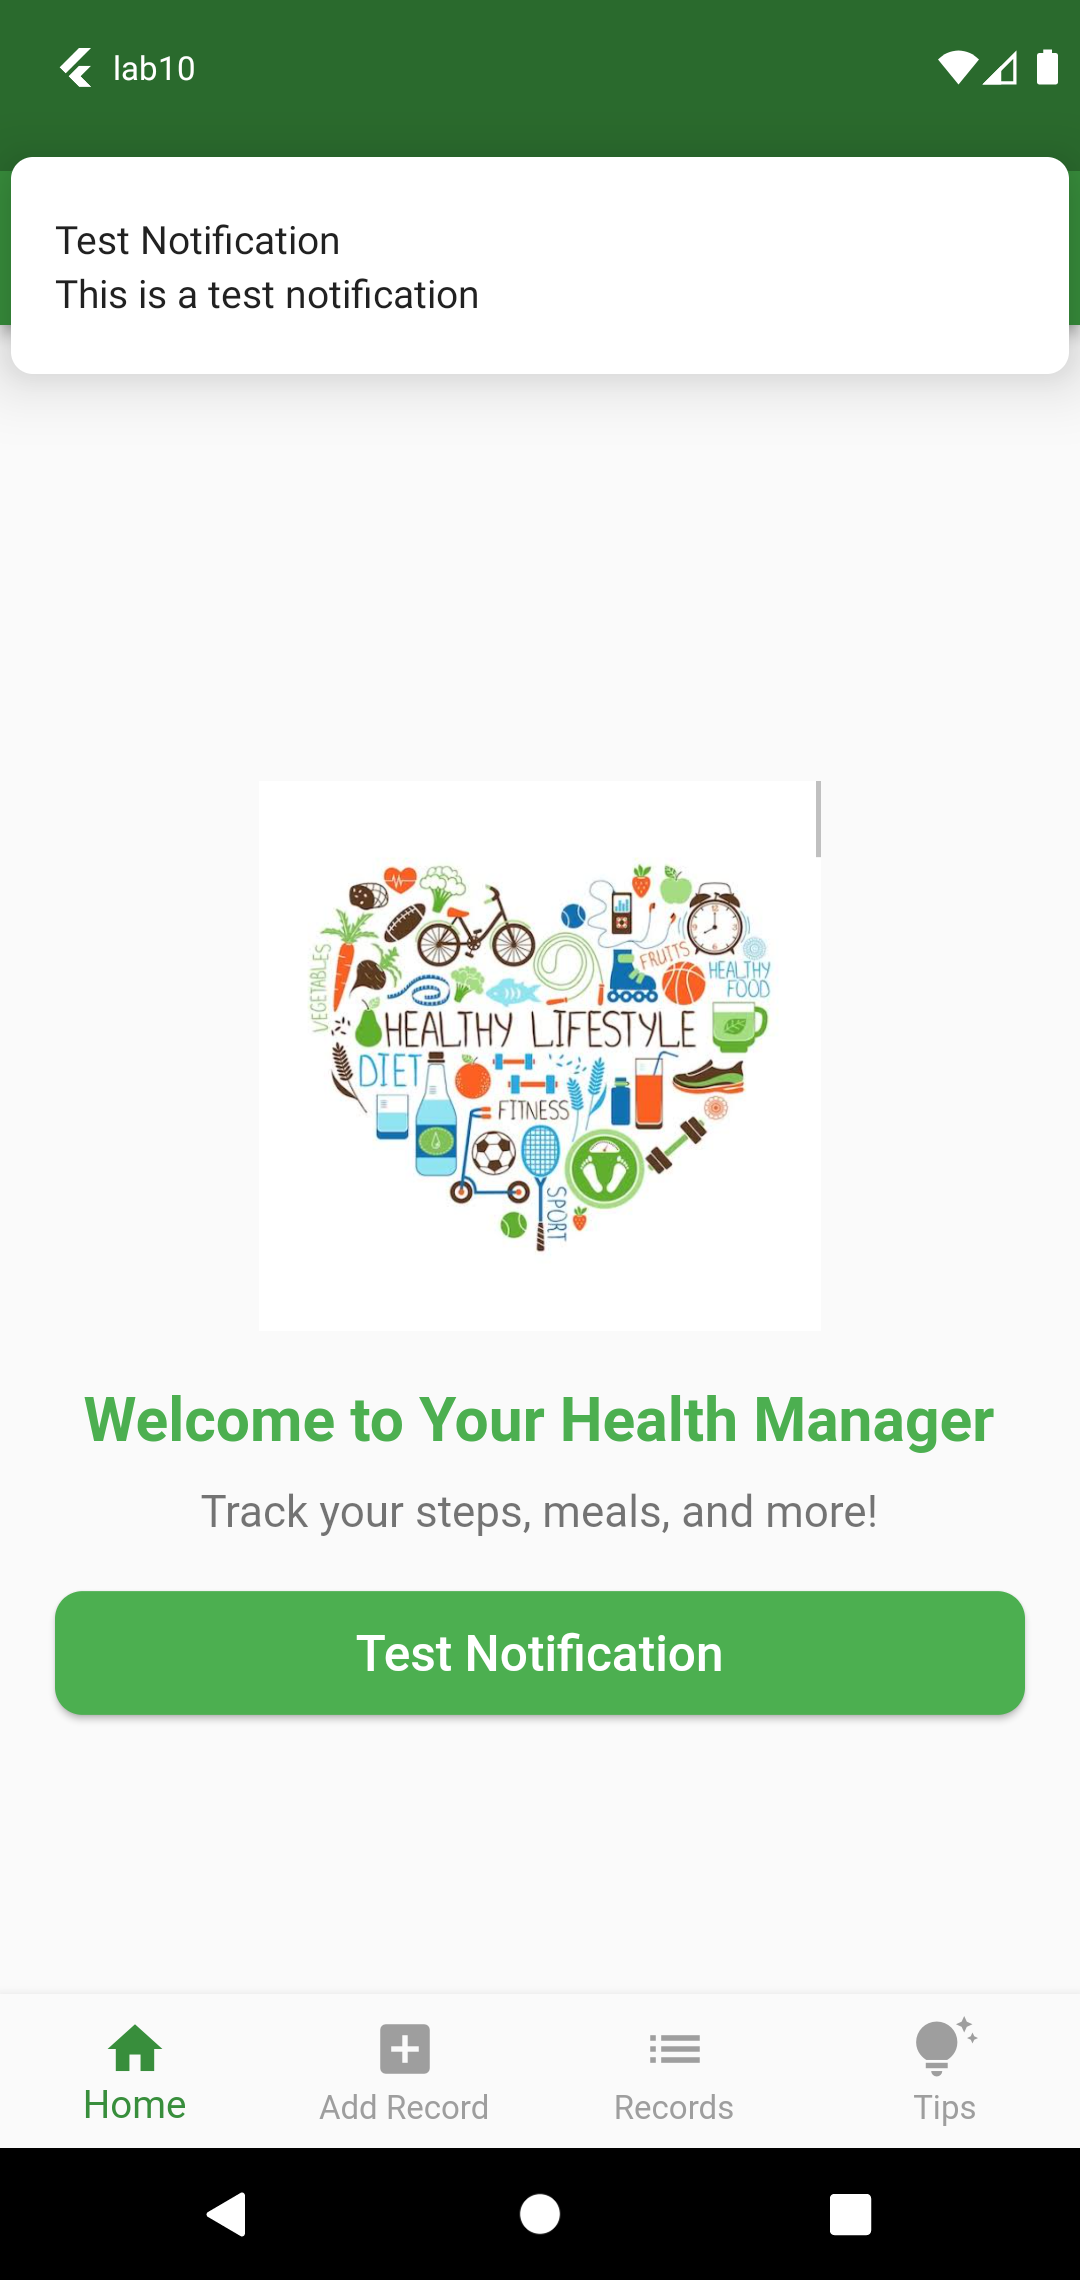 lab10
Test Notification
This is a test notification
VEGETABLES
FRUITS
HEALTHY
FOOD
HEALTHY LIFESTYLE
DIET
FITNESS
SPORT
Welcome to Your Health Manager
Track your steps, meals, and more!
Test Notification
Home
Add Record
Records
Tips